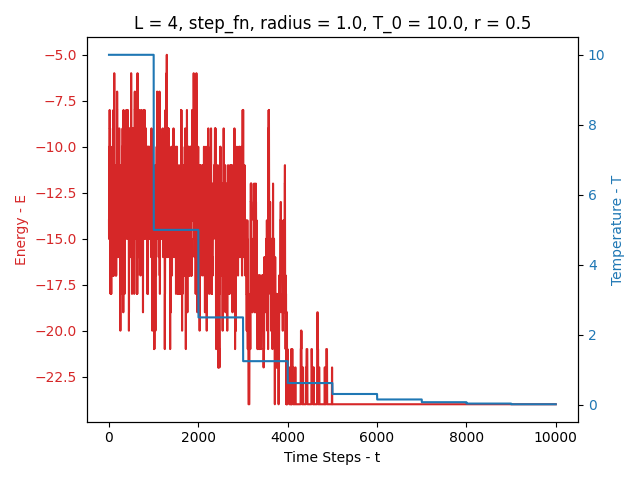 L = 4, step_fn, radius = 1.0, T_0 = 10.0, r = 0.5
−5.0
−7.5
−10.0
−12.5
−15.0
−17.5
−20.0
−22.5
Energy - E
10
8
6
4
2
0
Temperature - T
0 2000 4000 6000 8000 10000
Time Steps - t